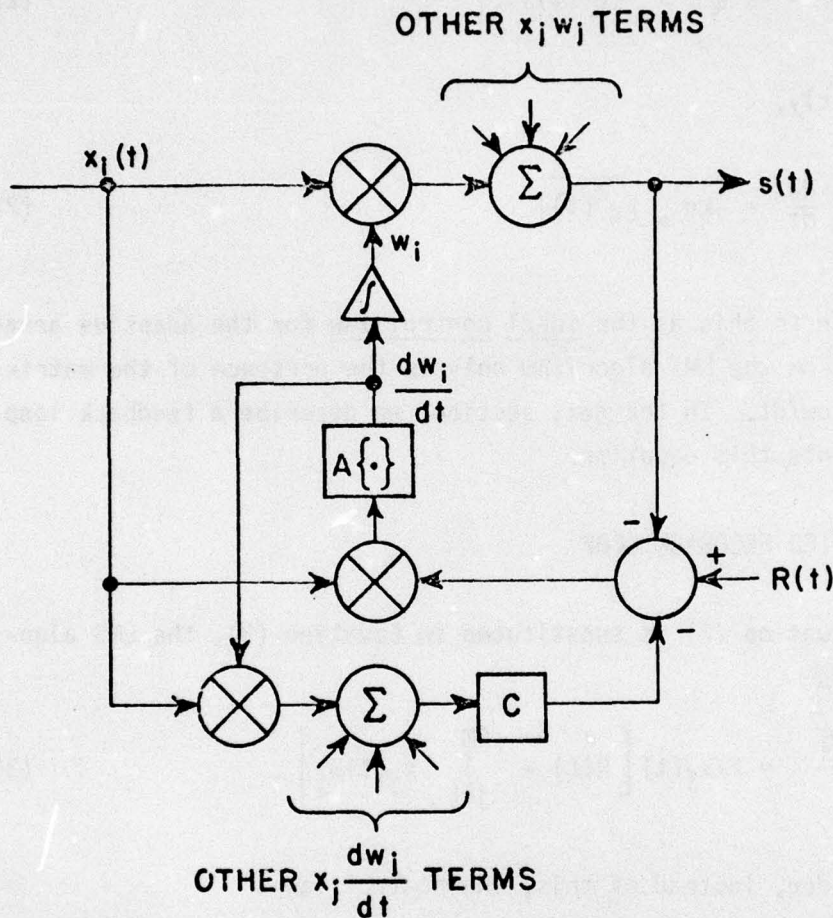 OTHER x_j w_j TERMS
x_i(t)
Σ
s(t)
w_i
∫
dw_i
dt
A{·}
-
+
R(t)
-
Σ
C
OTHER x_j dw_j/dt TERMS